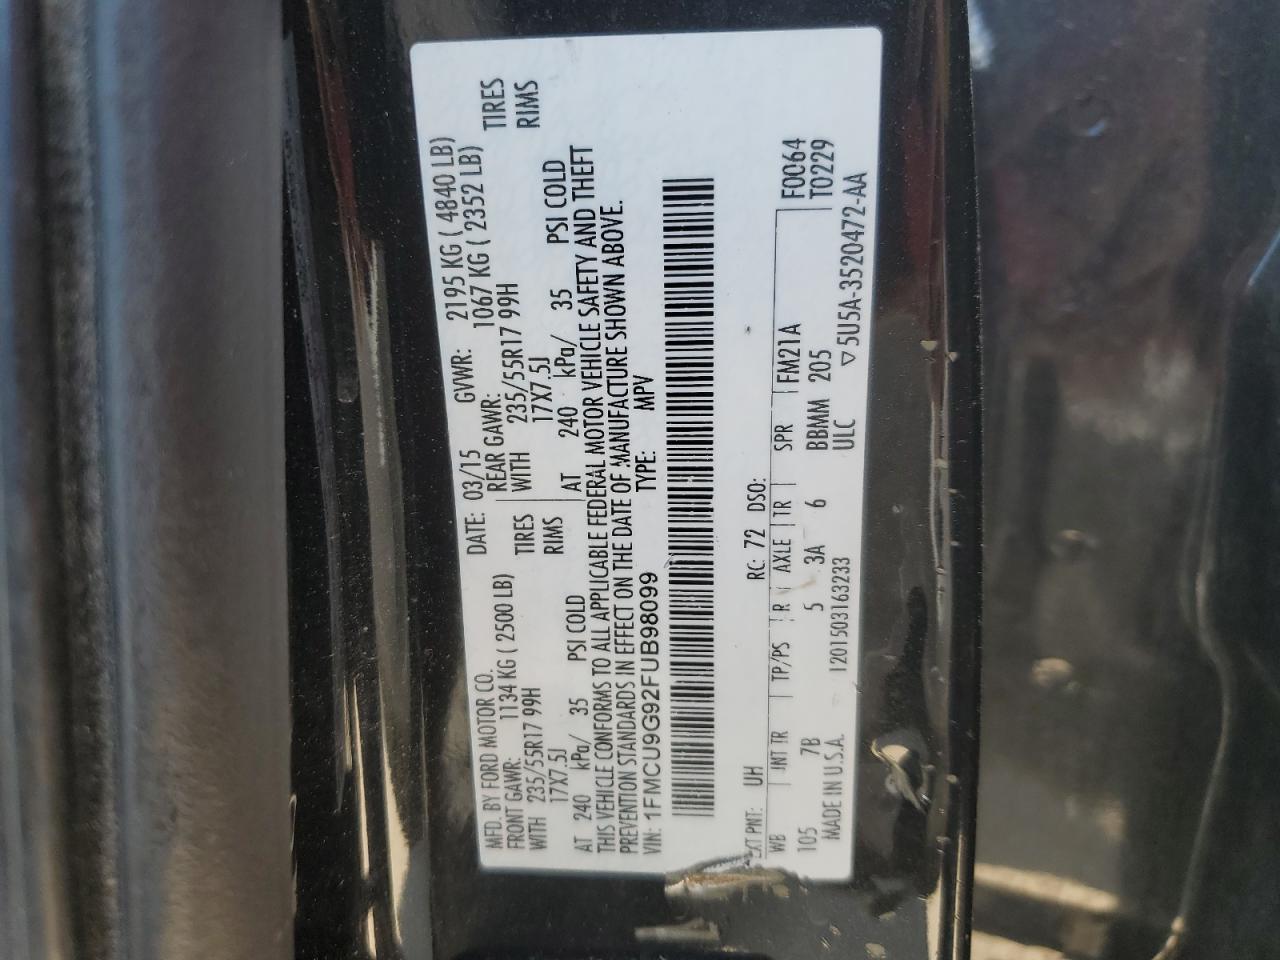 MFD. BY FORD MOTOR CO. DATE: 03/15 GVWR: 2195 KG ( 4840 LB)
FRONT GAWR: 1134 KG ( 2500 LB) REAR GAWR: 1067 KG ( 2352 LB)
WITH 235/55R17 99H TIRES WITH 235/55R17 99H TIRES
17X7.5J RIMS 17X7.5J RIMS
AT 240 kPa/ 35 PSI COLD AT 240 kPa/ 35 PSI COLD
THIS VEHICLE CONFORMS TO ALL APPLICABLE FEDERAL MOTOR VEHICLE SAFETY AND THEFT
PREVENTION STANDARDS IN EFFECT ON THE DATE OF MANUFACTURE SHOWN ABOVE.
VIN: 1FMCU9G92FUB98099 TYPE: MPV
PNT: UH RC: 72 DSO:
WB INT TR TP/PS R AXLE TR SPR FM21A F0064
105 7B 5 3A 6 BBMM 205 T0229
MADE IN U.S.A. 1201503163233 ULC ▽5U5A-3520472-AA